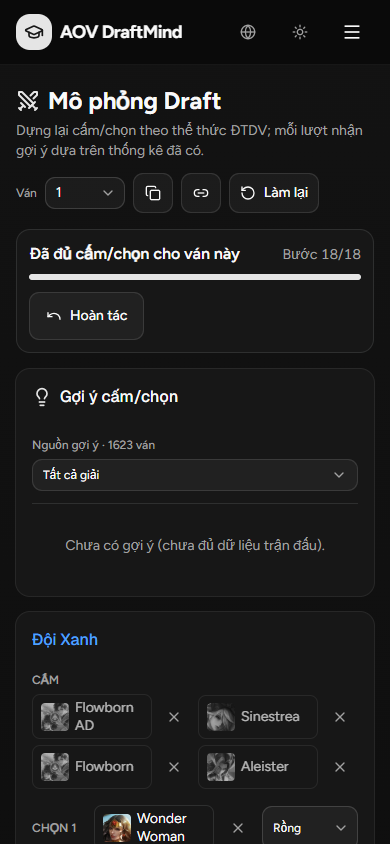 AOV DraftMind
Mô phỏng Draft
Dựng lại cấm/chọn theo thể thức ĐTDV; mỗi lượt nhận
gợi ý dựa trên thống kê đã có.
Ván 1 Làm lại
Đã đủ cấm/chọn cho ván này Bước 18/18
Hoàn tác
Gợi ý cấm/chọn
Nguồn gợi ý · 1623 ván
Tất cả giải
Chưa có gợi ý (chưa đủ dữ liệu trận đấu).
Đội Xanh
CẤM
Flowborn
AD
Sinestrea
Flowborn
Aleister
CHỌN 1
Wonder
Woman
Rồng